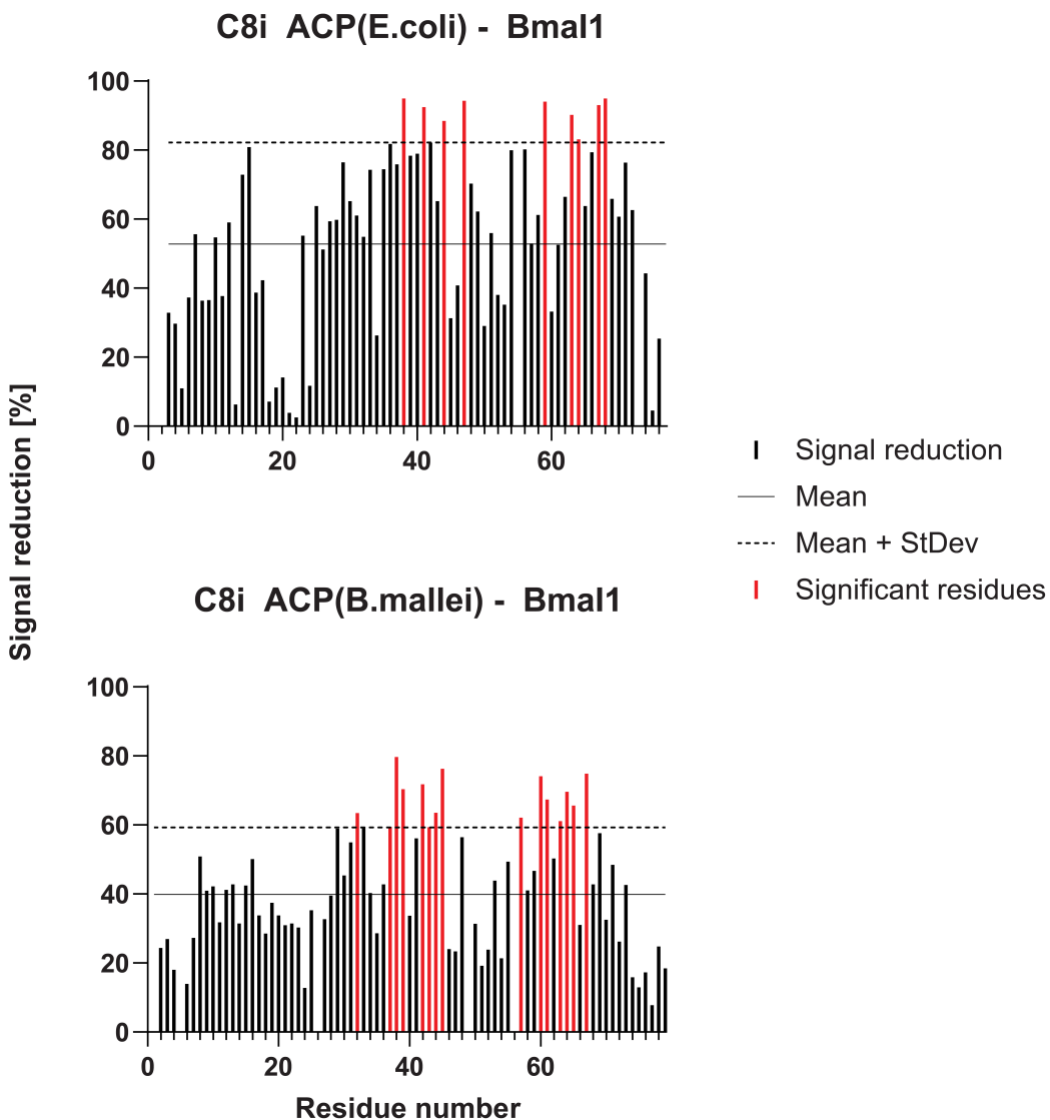 C8i ACP(E.coli) - Bmal1
100
80
60
40
20
0
0 20 40 60
Signal reduction [%]
Signal reduction
Mean
Mean + StDev
Significant residues
C8i ACP(B.mallei) - Bmal1
100
80
60
40
20
0
0 20 40 60
Residue number